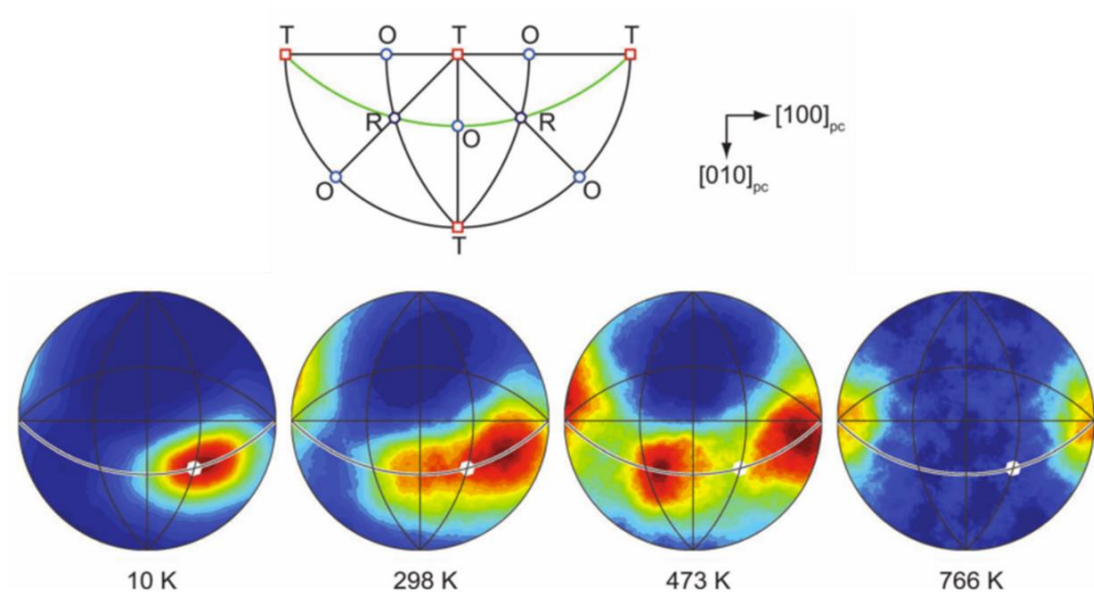 T O T O T
R O R
[100]pc
[010]pc
O O
T
10 K 298 K 473 K 766 K